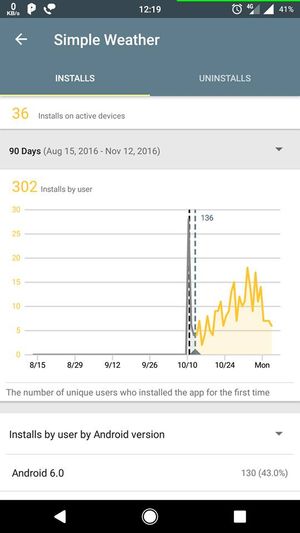 0
KB/s
12:19
4G
41%
Simple Weather
INSTALLS
UNINSTALLS
36 Installs on active devices
90 Days (Aug 15, 2016 - Nov 12, 2016)
302 Installs by user
30
136
25
20
15
10
5
0
8/15 8/29 9/12 9/26 10/10 10/24 Mon
The number of unique users who installed the app for the first time
Installs by user by Android version
Android 6.0 130 (43.0%)